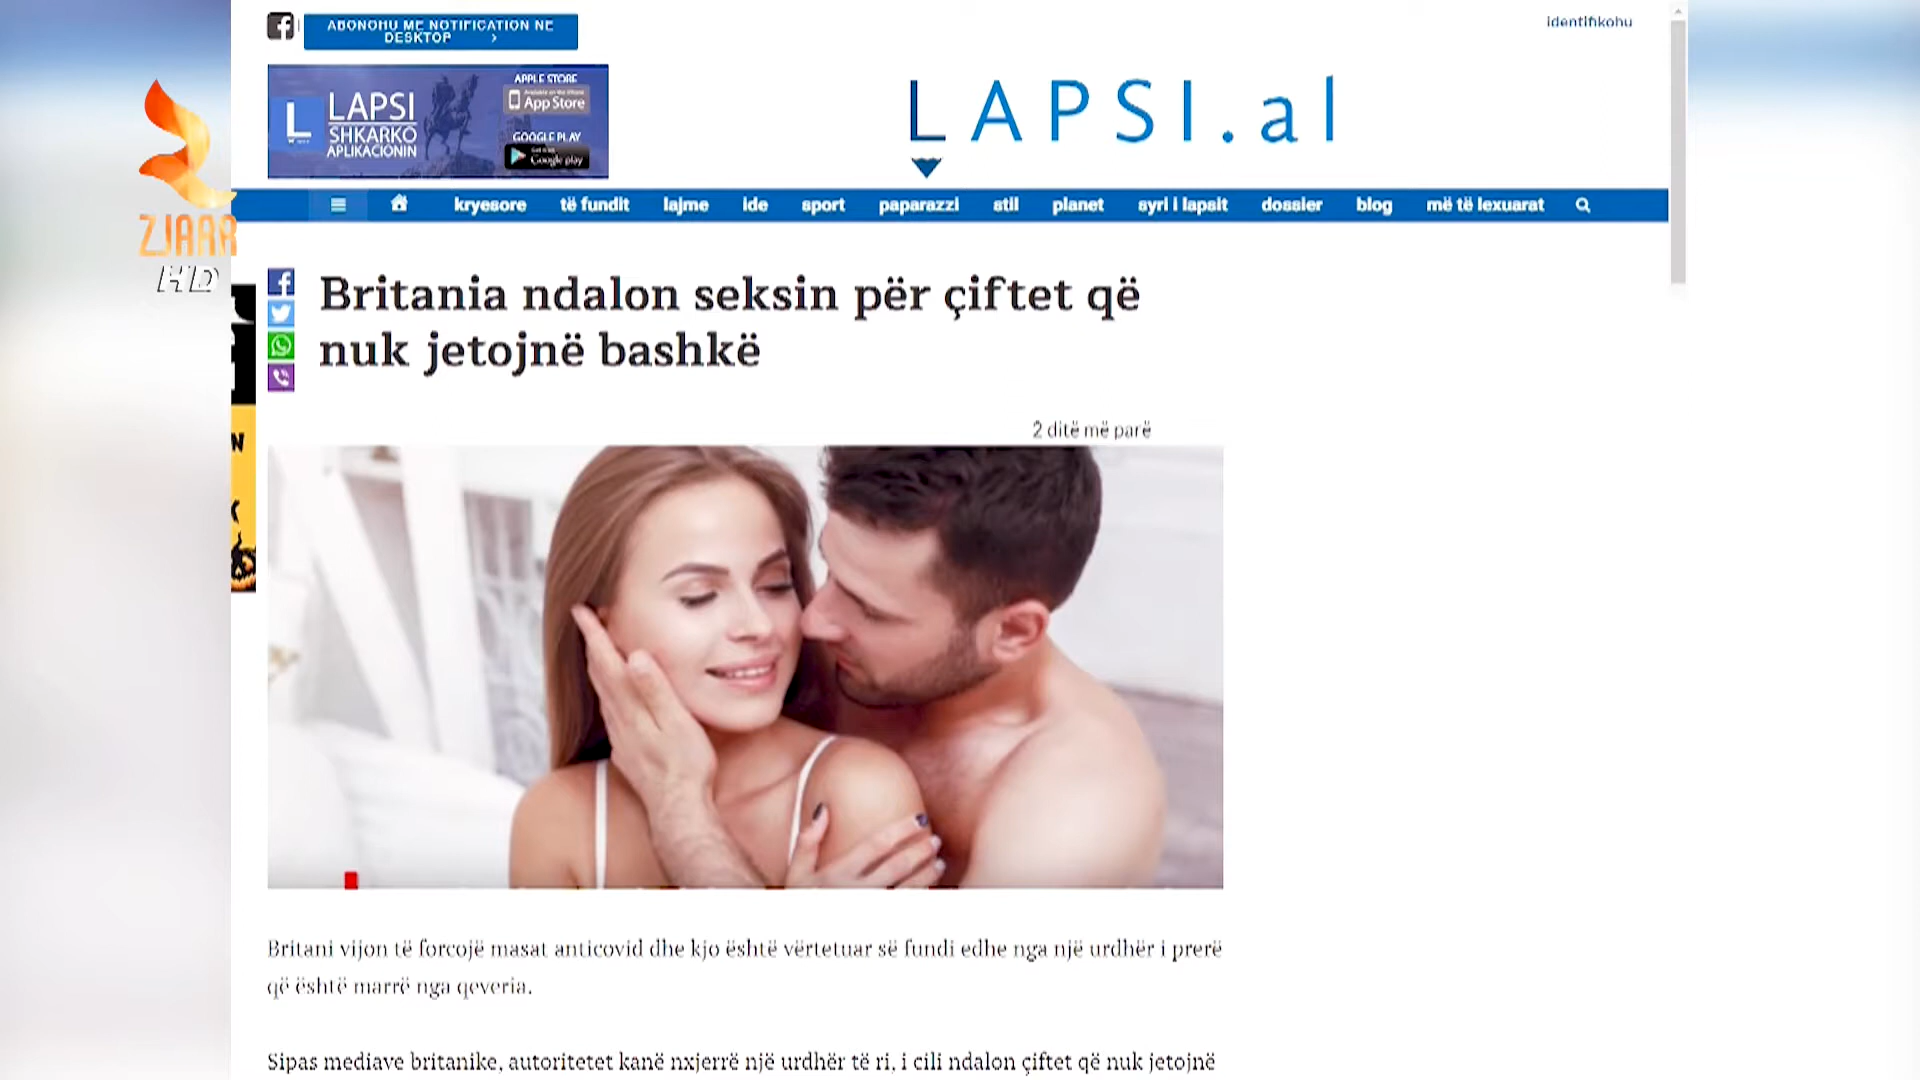 ABONOHU ME NOTIFICATION NE
DESKTOP >
identifikohu
APPLE STORE
App Store
L
LAPSI
SHKARKO
APLIKACIONIN
GOOGLE PLAY
Google play
LAPSI.al
ZJARR
HD
kryesore të fundit lajme ide sport paparazzi stil planet syri i lapsit dossier blog më të lexuarat
Britania ndalon seksin për çiftet që
nuk jetojnë bashkë
2 ditë më parë
Britani vijon të forcojë masat anticovid dhe kjo është vërtetuar së fundi edhe nga një urdhër i prerë
që është marrë nga qeveria.
Sipas mediave britanike, autoritetet kanë nxjerrë një urdhër të ri, i cili ndalon çiftet që nuk jetojnë